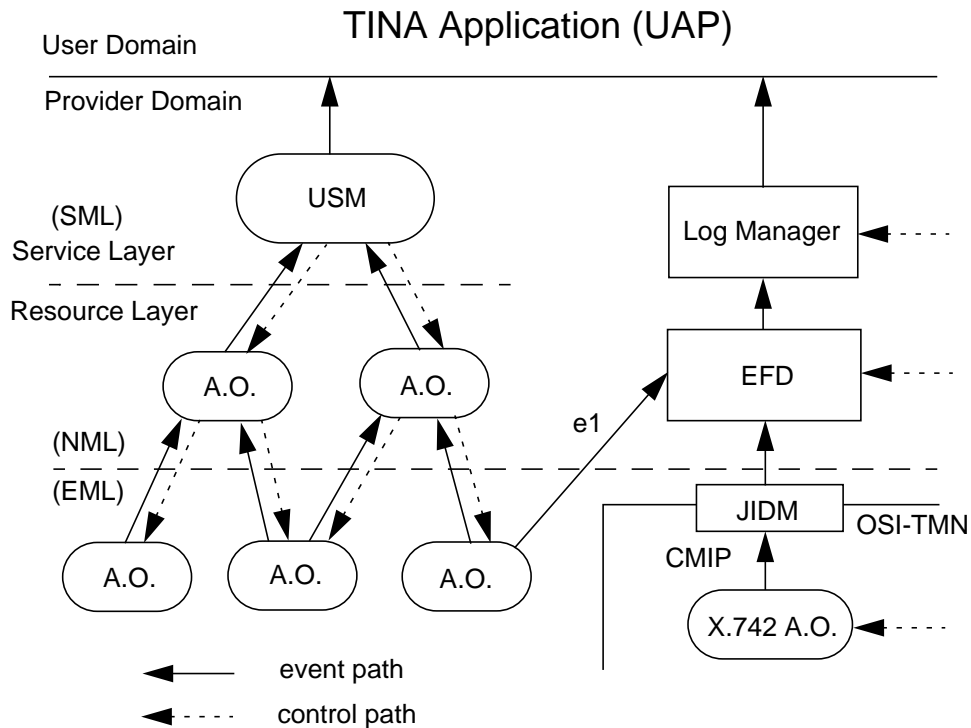 TINA Application (UAP)
User Domain
Provider Domain
USM
(SML)
Service Layer
Log Manager
Resource Layer
A.O.
A.O.
EFD
e1
(NML)
(EML)
JIDM
OSI-TMN
CMIP
A.O.
A.O.
A.O.
X.742 A.O.
event path
control path